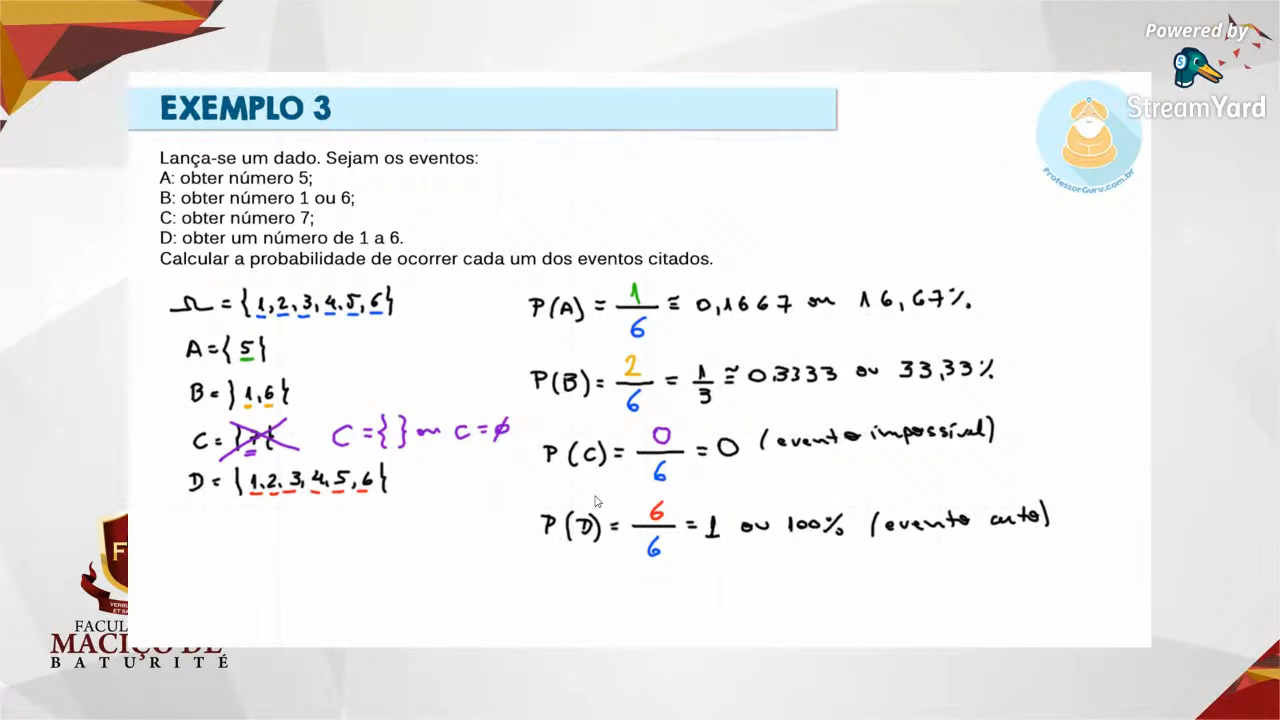 Powered by
StreamYard
EXEMPLO 3
ProfessorGuru.com.br
Lança-se um dado. Sejam os eventos:
A: obter número 5;
B: obter número 1 ou 6;
C: obter número 7;
D: obter um número de 1 a 6.
Calcular a probabilidade de ocorrer cada um dos eventos citados.
Ω = {1, 2, 3, 4, 5, 6}
A = {5}
B = {1, 6}
C = {7} C = { } ou C = ϕ
D = {1, 2, 3, 4, 5, 6}
P(A) = 1/6 ≅ 0,1667 ou 16,67%.
P(B) = 2/6 = 1/3 ≅ 0,3333 ou 33,33%
P(C) = 0/6 = 0 (evento impossível)
P(D) = 6/6 = 1 ou 100% (evento certo)
MACIÇO DE
BATURITÉ